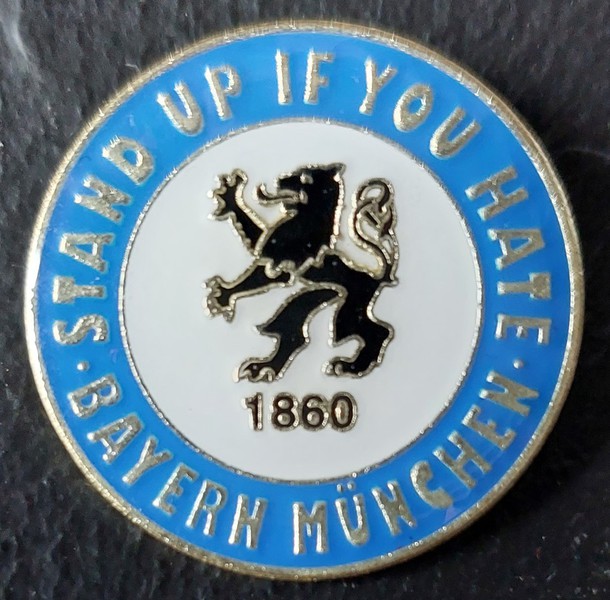 STAND UP IF YOU HATE
· BAYERN MÜNCHEN ·
1860